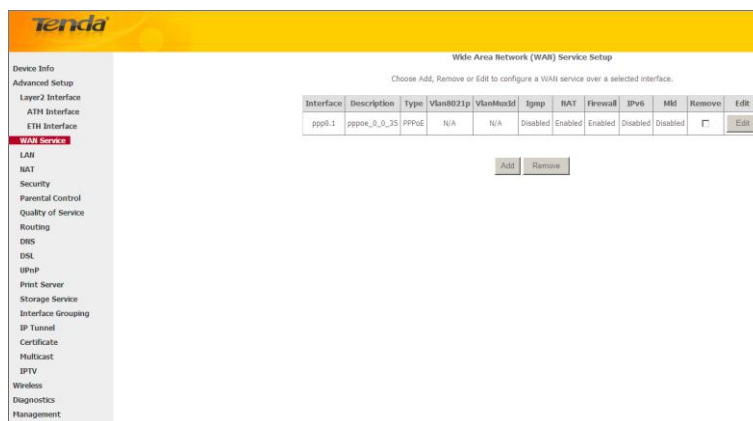 Tenda
Wide Area Network (WAN) Service Setup
Choose Add, Remove or Edit to configure a WAN service over a selected interface.
Interface Description Type Vlan8021p VlanMuxId Igmp NAT Firewall IPv6 Mld Remove Edit
ppp0.1 pppoe_0_0_35 PPPoE N/A N/A Disabled Enabled Enabled Disabled Disabled Edit
Add Remove
Device Info
Advanced Setup
Layer2 Interface
ATM Interface
ETH Interface
WAN Service
LAN
NAT
Security
Parental Control
Quality of Service
Routing
DNS
DSL
UPnP
Print Server
Storage Service
Interface Grouping
IP Tunnel
Certificate
Multicast
IPTV
Wireless
Diagnostics
Management